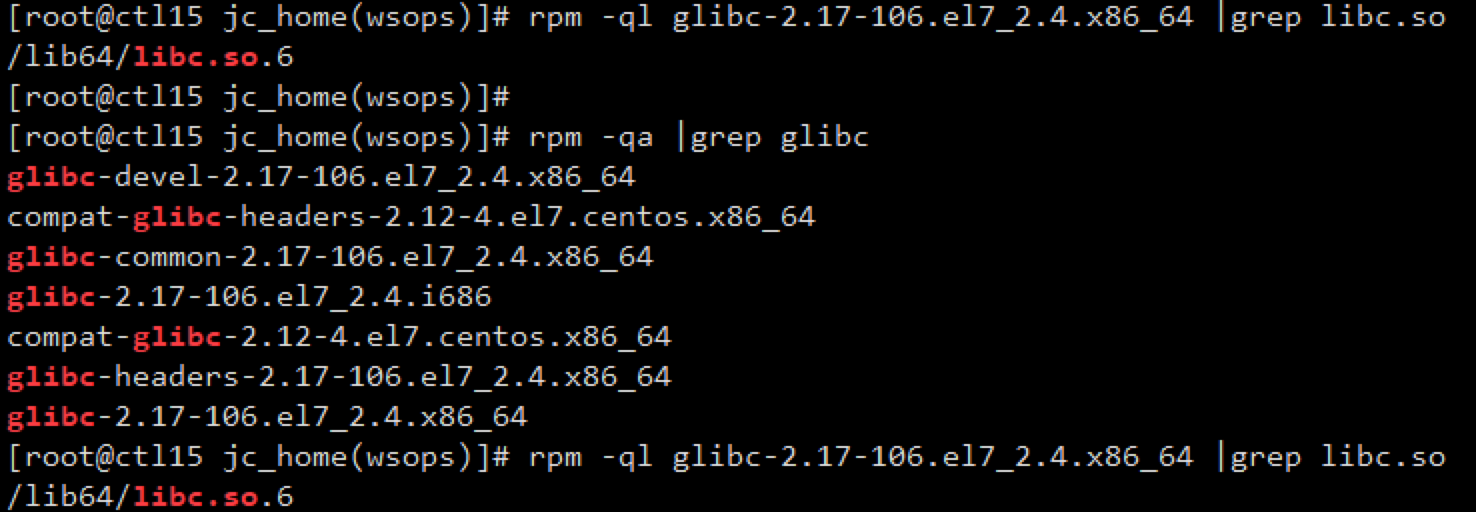 [root@ctl15 jc_home(wsops)]# rpm -ql glibc-2.17-106.el7_2.4.x86_64 |grep libc.so
/lib64/libc.so.6
[root@ctl15 jc_home(wsops)]#
[root@ctl15 jc_home(wsops)]# rpm -qa |grep glibc
glibc-devel-2.17-106.el7_2.4.x86_64
compat-glibc-headers-2.12-4.el7.centos.x86_64
glibc-common-2.17-106.el7_2.4.x86_64
glibc-2.17-106.el7_2.4.i686
compat-glibc-2.12-4.el7.centos.x86_64
glibc-headers-2.17-106.el7_2.4.x86_64
glibc-2.17-106.el7_2.4.x86_64
[root@ctl15 jc_home(wsops)]# rpm -ql glibc-2.17-106.el7_2.4.x86_64 |grep libc.so
/lib64/libc.so.6